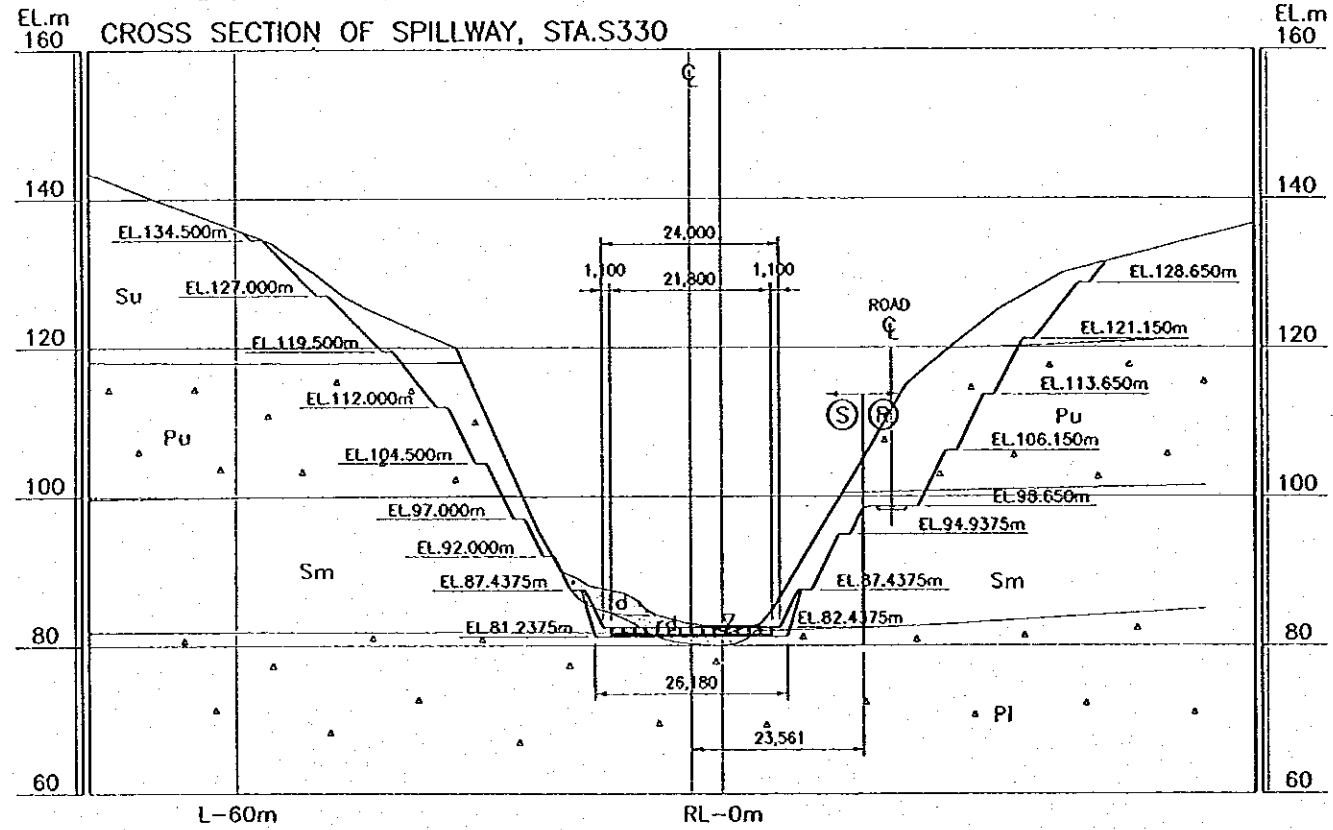 EL.m
EL.m
160
CROSS SECTION OF SPILLWAY, STA.S330
160
℄
140
140
EL.134.500m
24,000
1,100
1,100
EL.128.650m
21,800
Su
EL.127.000m
ROAD
℄
EL.121.150m
120
EL.119.500m
120
EL.113.650m
EL.112.000m
S
R
Pu
Pu
EL.106.150m
EL.104.500m
100
EL.98.650m
100
EL.97.000m
EL.94.9375m
EL.92.000m
Sm
EL.87.4375m
EL.87.4375m
Sm
d
d
EL.81.2375m
EL.82.4375m
80
80
26,180
Pl
23,561
60
60
L-60m
RL-0m